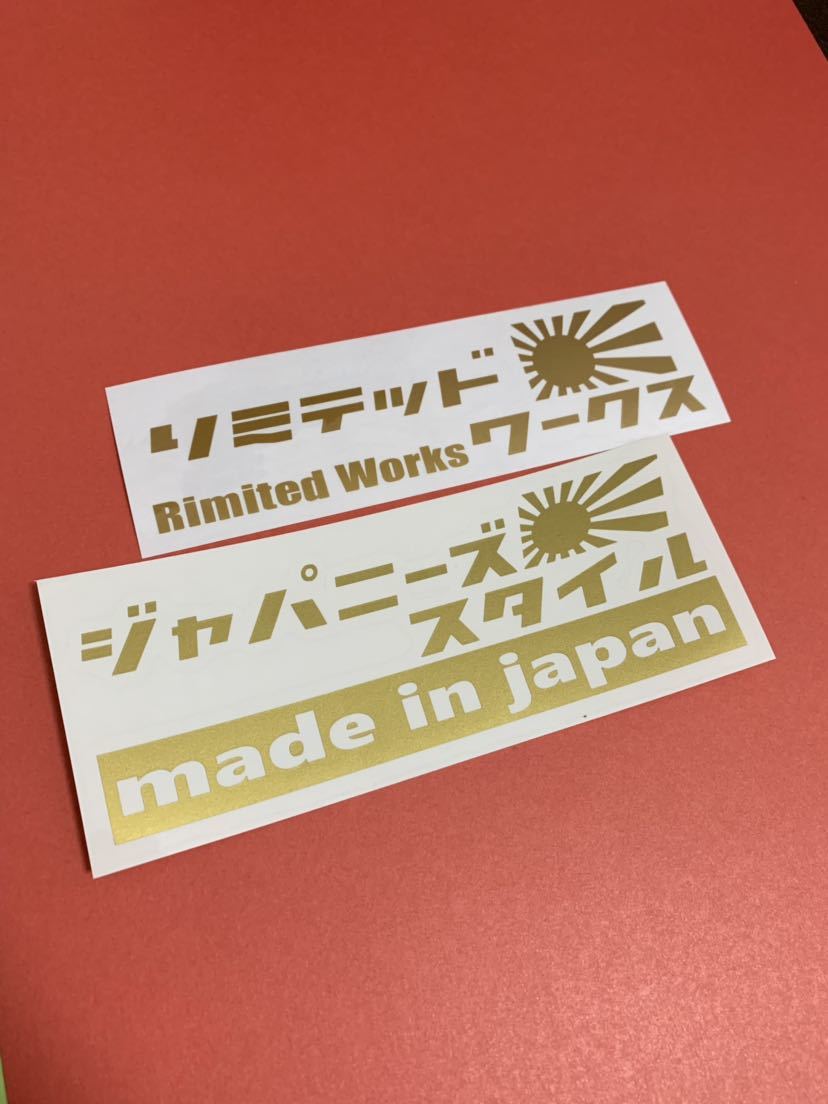 リミテッド
Rimited Works ワークス
ジャパニーズ
スタイル
made in japan